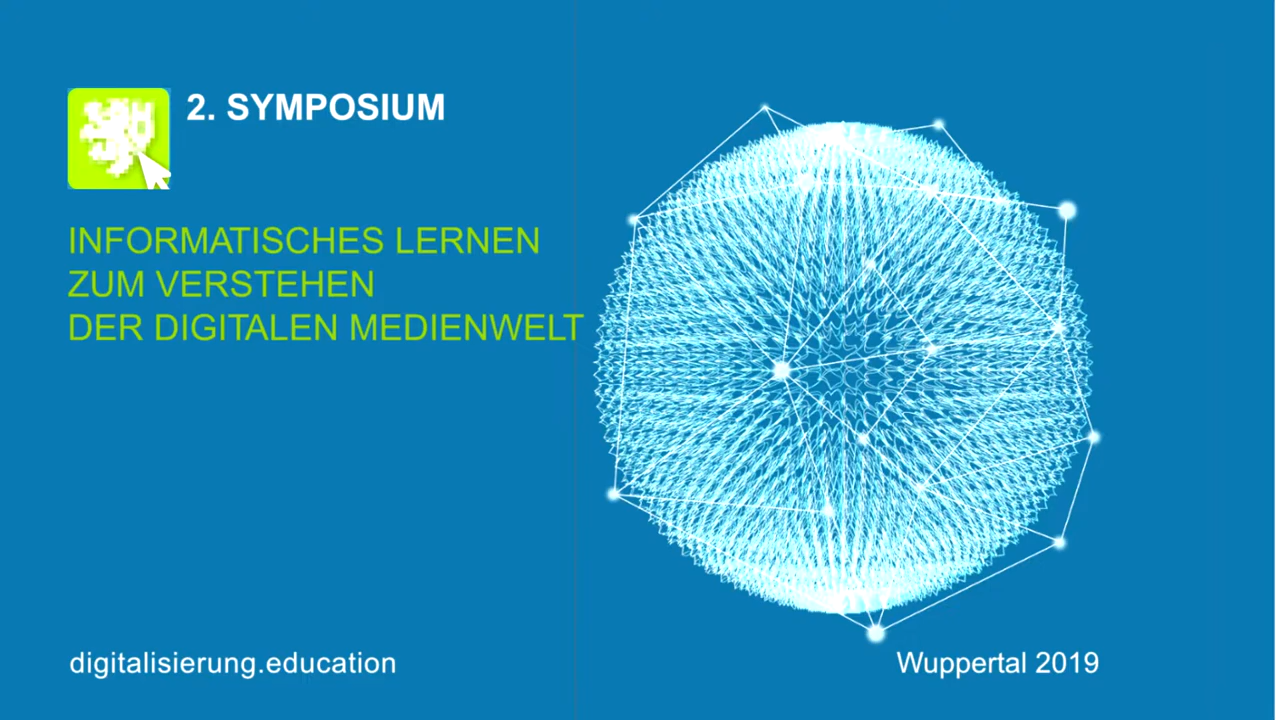 2. SYMPOSIUM
INFORMATISCHES LERNEN
ZUM VERSTEHEN
DER DIGITALEN MEDIENWELT
digitalisierung.education
Wuppertal 2019